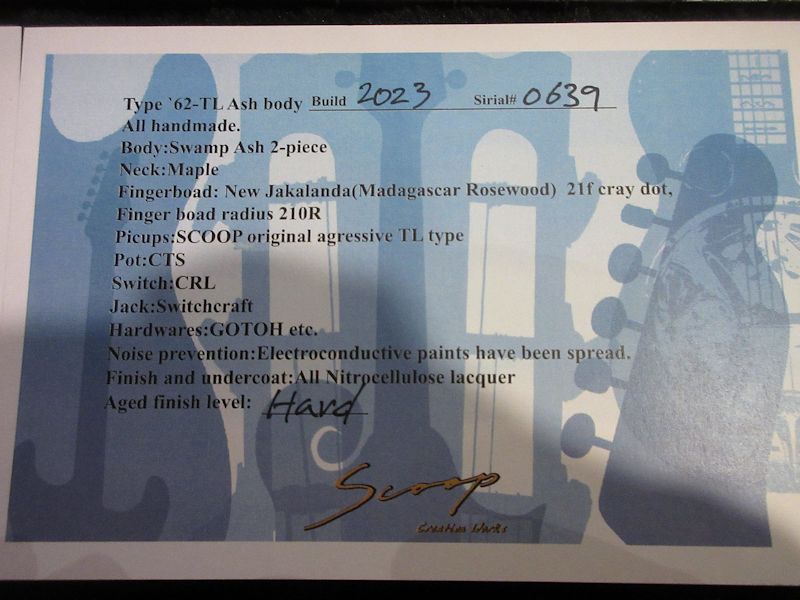 Type `62-TL Ash body Build 2023 Sirial# 0639
All handmade.
Body:Swamp Ash 2-piece
Neck:Maple
Fingerboad: New Jakalanda(Madagascar Rosewood) 21f cray dot,
Finger boad radius 210R
Picups:SCOOP original agressive TL type
Pot:CTS
Switch:CRL
Jack:Switchcraft
Hardwares:GOTOH etc.
Noise prevention:Electroconductive paints have been spread.
Finish and undercoat:All Nitrocellulose lacquer
Aged finish level: Hard
Scoop
Creation Works